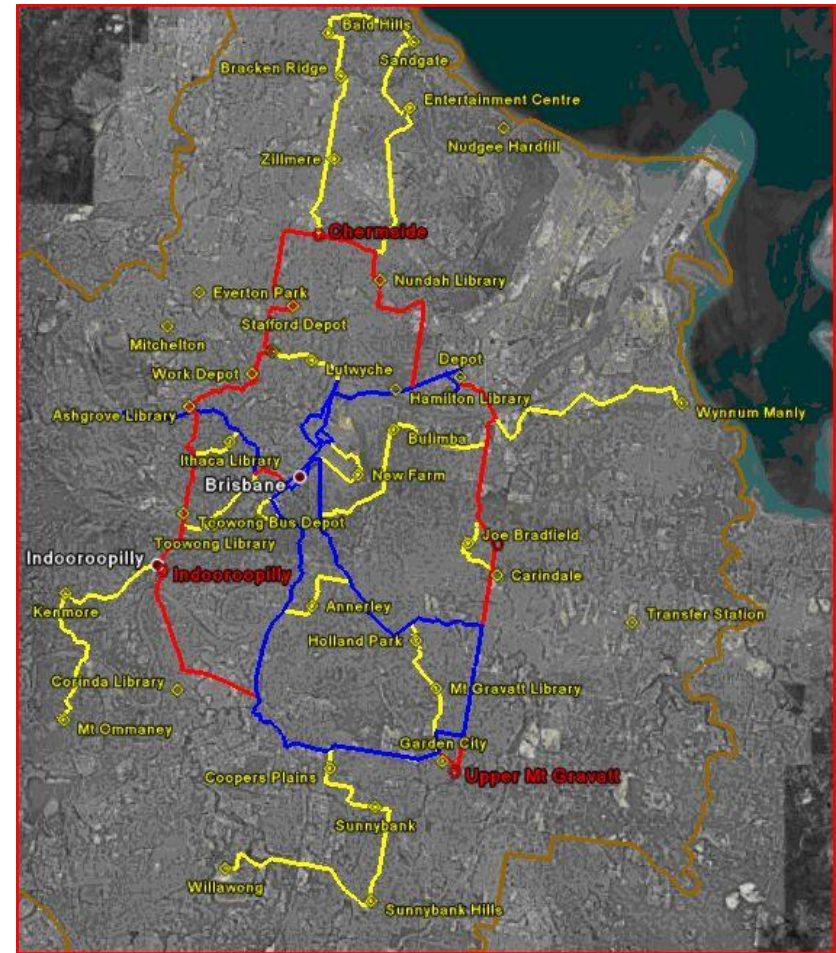 Bald Hills
Sandgate
Bracken Ridge
Entertainment Centre
Nudgee Hardfill
Zillmere
Chermside
Nundah Library
Everton Park
Stafford Depot
Mitchelton
Lutwyche
Depot
Work Depot
Hamilton Library
Ashgrove Library
Wynnum Manly
Bulimba
Ithaca Library
New Farm
Brisbane
Toowong Bus Depot
Joe Bradfield
Toowong Library
Indooroopilly
Indooroopilly
Carindale
Kenmore
Annerley
Transfer Station
Holland Park
Corinda Library
Mt Gravatt Library
Mt Ommaney
Garden City
Coopers Plains
Upper Mt Gravatt
Sunnybank
Willawong
Sunnybank Hills